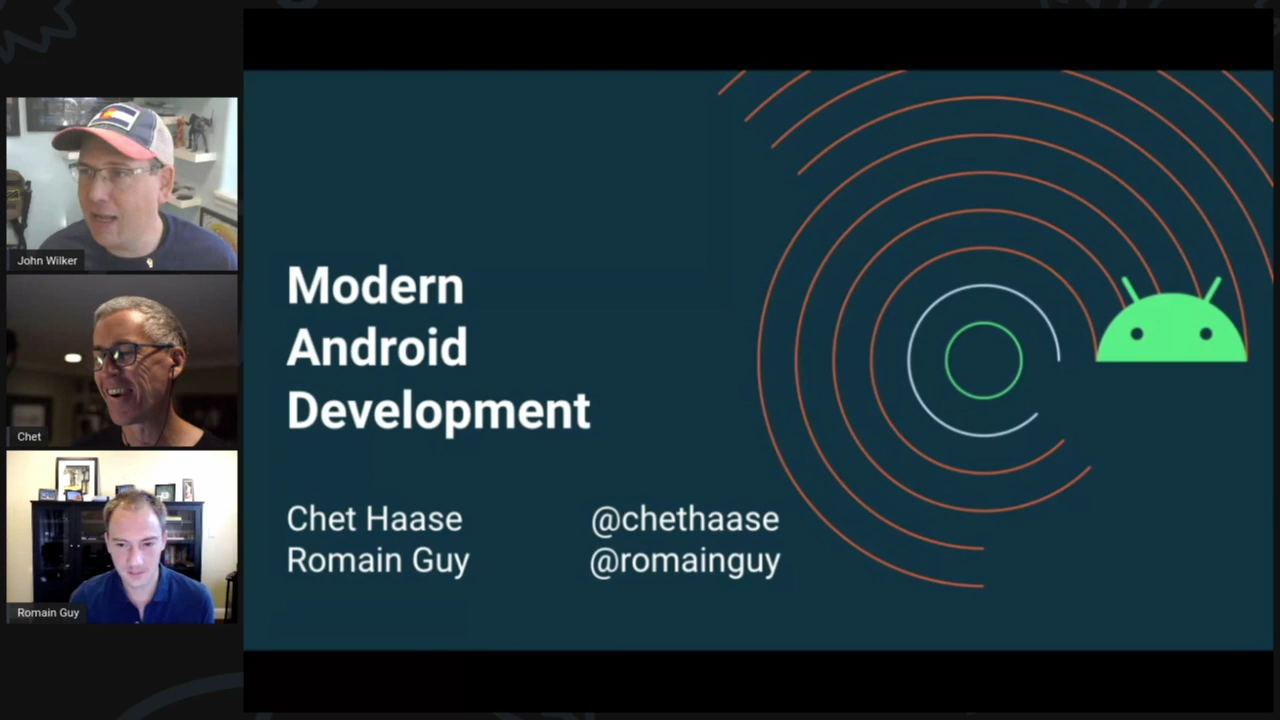 John Wilker
Chet
Romain Guy
Modern
Android
Development
Chet Haase @chethaase
Romain Guy @romainguy